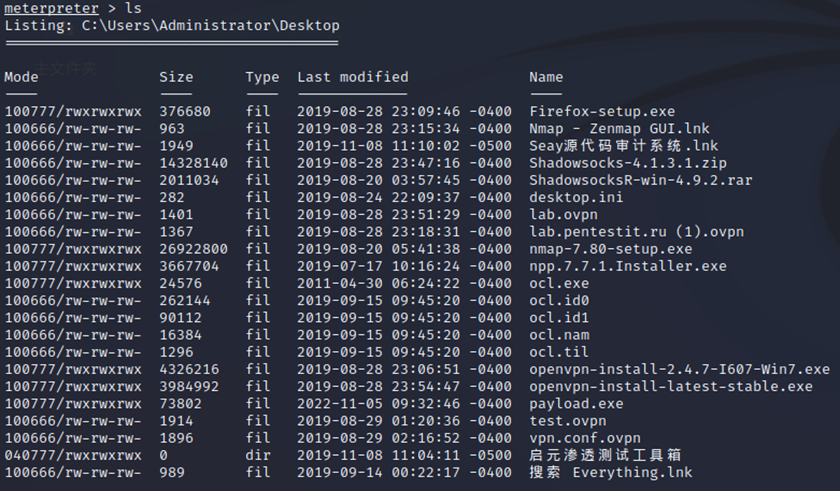 meterpreter > ls
Listing: C:\Users\Administrator\Desktop
Mode Size Type Last modified Name
100777/rwxrwxrwx 376680 fil 2019-08-28 23:09:46 -0400 Firefox-setup.exe
100666/rw-rw-rw- 963 fil 2019-08-28 23:15:34 -0400 Nmap - Zenmap GUI.lnk
100666/rw-rw-rw- 1949 fil 2019-11-08 11:10:02 -0500 Seay源代码审计系统.lnk
100666/rw-rw-rw- 14328140 fil 2019-08-28 23:47:16 -0400 Shadowsocks-4.1.3.1.zip
100666/rw-rw-rw- 2011034 fil 2019-08-20 03:57:45 -0400 ShadowsocksR-win-4.9.2.rar
100666/rw-rw-rw- 282 fil 2019-08-24 22:09:37 -0400 desktop.ini
100666/rw-rw-rw- 1401 fil 2019-08-28 23:51:29 -0400 lab.ovpn
100666/rw-rw-rw- 1367 fil 2019-08-28 23:18:31 -0400 lab.pentestit.ru (1).ovpn
100777/rwxrwxrwx 26922800 fil 2019-08-20 05:41:38 -0400 nmap-7.80-setup.exe
100777/rwxrwxrwx 3667704 fil 2019-07-17 10:16:24 -0400 npp.7.7.1.Installer.exe
100777/rwxrwxrwx 24576 fil 2011-04-30 06:24:22 -0400 ocl.exe
100666/rw-rw-rw- 262144 fil 2019-09-15 09:45:20 -0400 ocl.id0
100666/rw-rw-rw- 90112 fil 2019-09-15 09:45:20 -0400 ocl.id1
100666/rw-rw-rw- 16384 fil 2019-09-15 09:45:20 -0400 ocl.nam
100666/rw-rw-rw- 1296 fil 2019-09-15 09:45:20 -0400 ocl.til
100777/rwxrwxrwx 4326216 fil 2019-08-28 23:06:51 -0400 openvpn-install-2.4.7-I607-Win7.exe
100777/rwxrwxrwx 3984992 fil 2019-08-28 23:54:47 -0400 openvpn-install-latest-stable.exe
100777/rwxrwxrwx 73802 fil 2022-11-05 09:32:46 -0400 payload.exe
100666/rw-rw-rw- 1914 fil 2019-08-29 01:20:36 -0400 test.ovpn
100666/rw-rw-rw- 1896 fil 2019-08-29 02:16:52 -0400 vpn.conf.ovpn
040777/rwxrwxrwx 0 dir 2019-11-08 11:04:11 -0500 启元渗透测试工具箱
100666/rw-rw-rw- 989 fil 2019-09-14 00:22:17 -0400 搜索 Everything.lnk